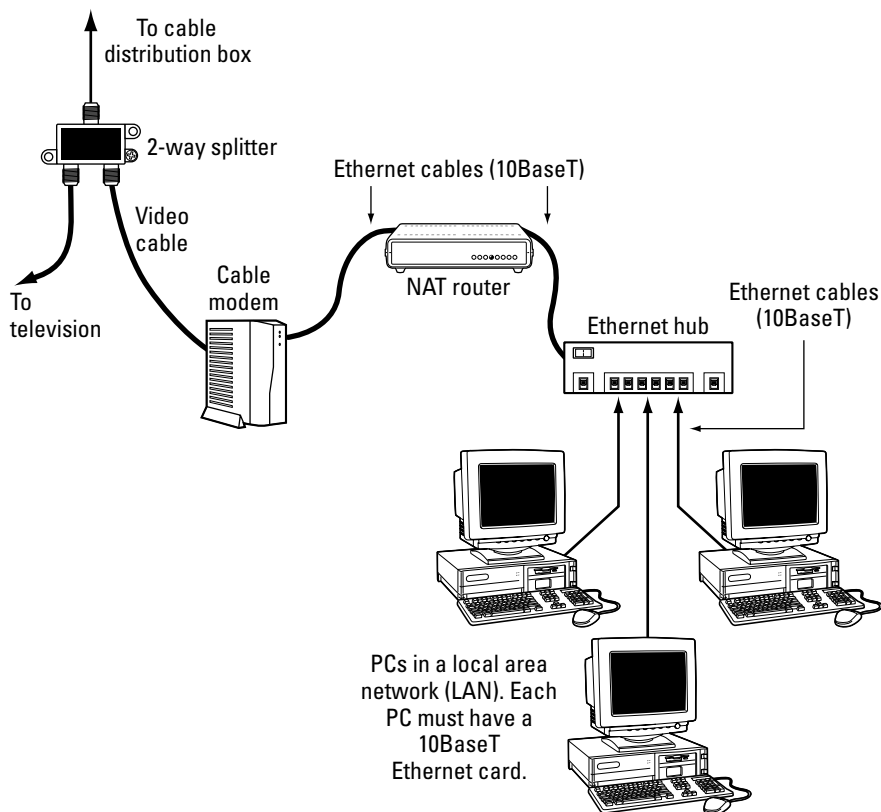 To cable
distribution box
2-way splitter
Ethernet cables (10BaseT)
Video
cable
Cable
modem
NAT router
To
television
Ethernet hub
Ethernet cables
(10BaseT)
PCs in a local area
network (LAN). Each
PC must have a
10BaseT
Ethernet card.